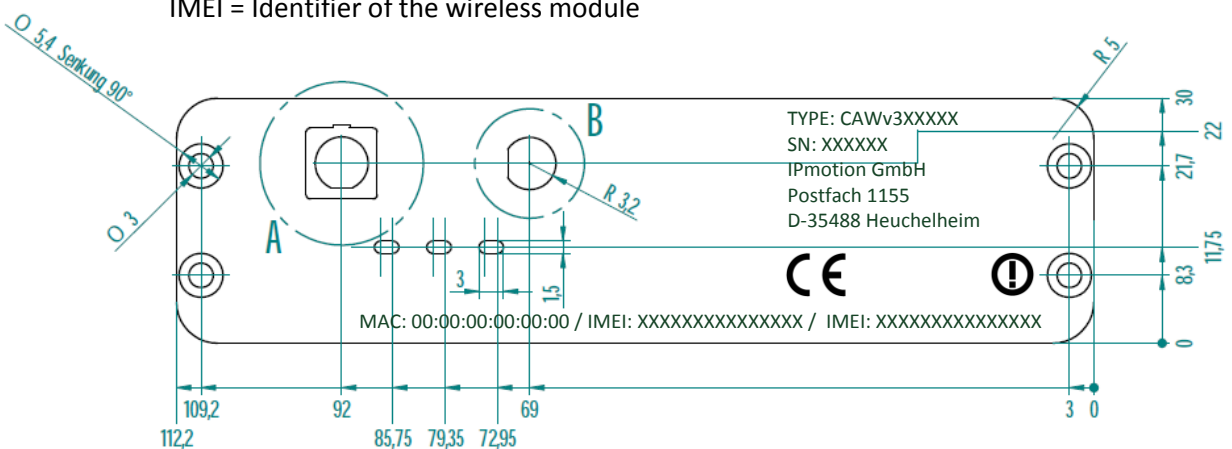 IMEI = Identifier of the wireless module
O 5,4 Senkung 90°
O 3
A
B
R 3,2
R 5
TYPE: CAWv3XXXXX
SN: XXXXXX
IPmotion GmbH
Postfach 1155
D-35488 Heuchelheim
CE
MAC: 00:00:00:00:00:00 / IMEI: XXXXXXXXXXXXXXX / IMEI: XXXXXXXXXXXXXXX
3
1,5
30
22
21,7
11,75
8,3
0
109,2 92 69 3 0
112,2 85,75 79,35 72,95